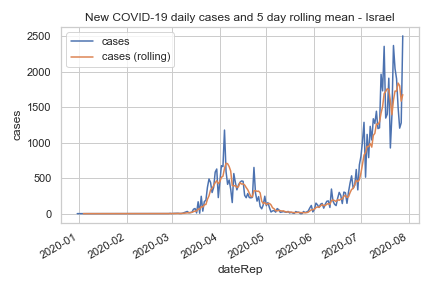 New COVID-19 daily cases and 5 day rolling mean - Israel
cases
cases (rolling)
2500
2000
1500
1000
500
0
cases
2020-01
2020-02
2020-03
2020-04
2020-05
2020-06
2020-07
2020-08
dateRep